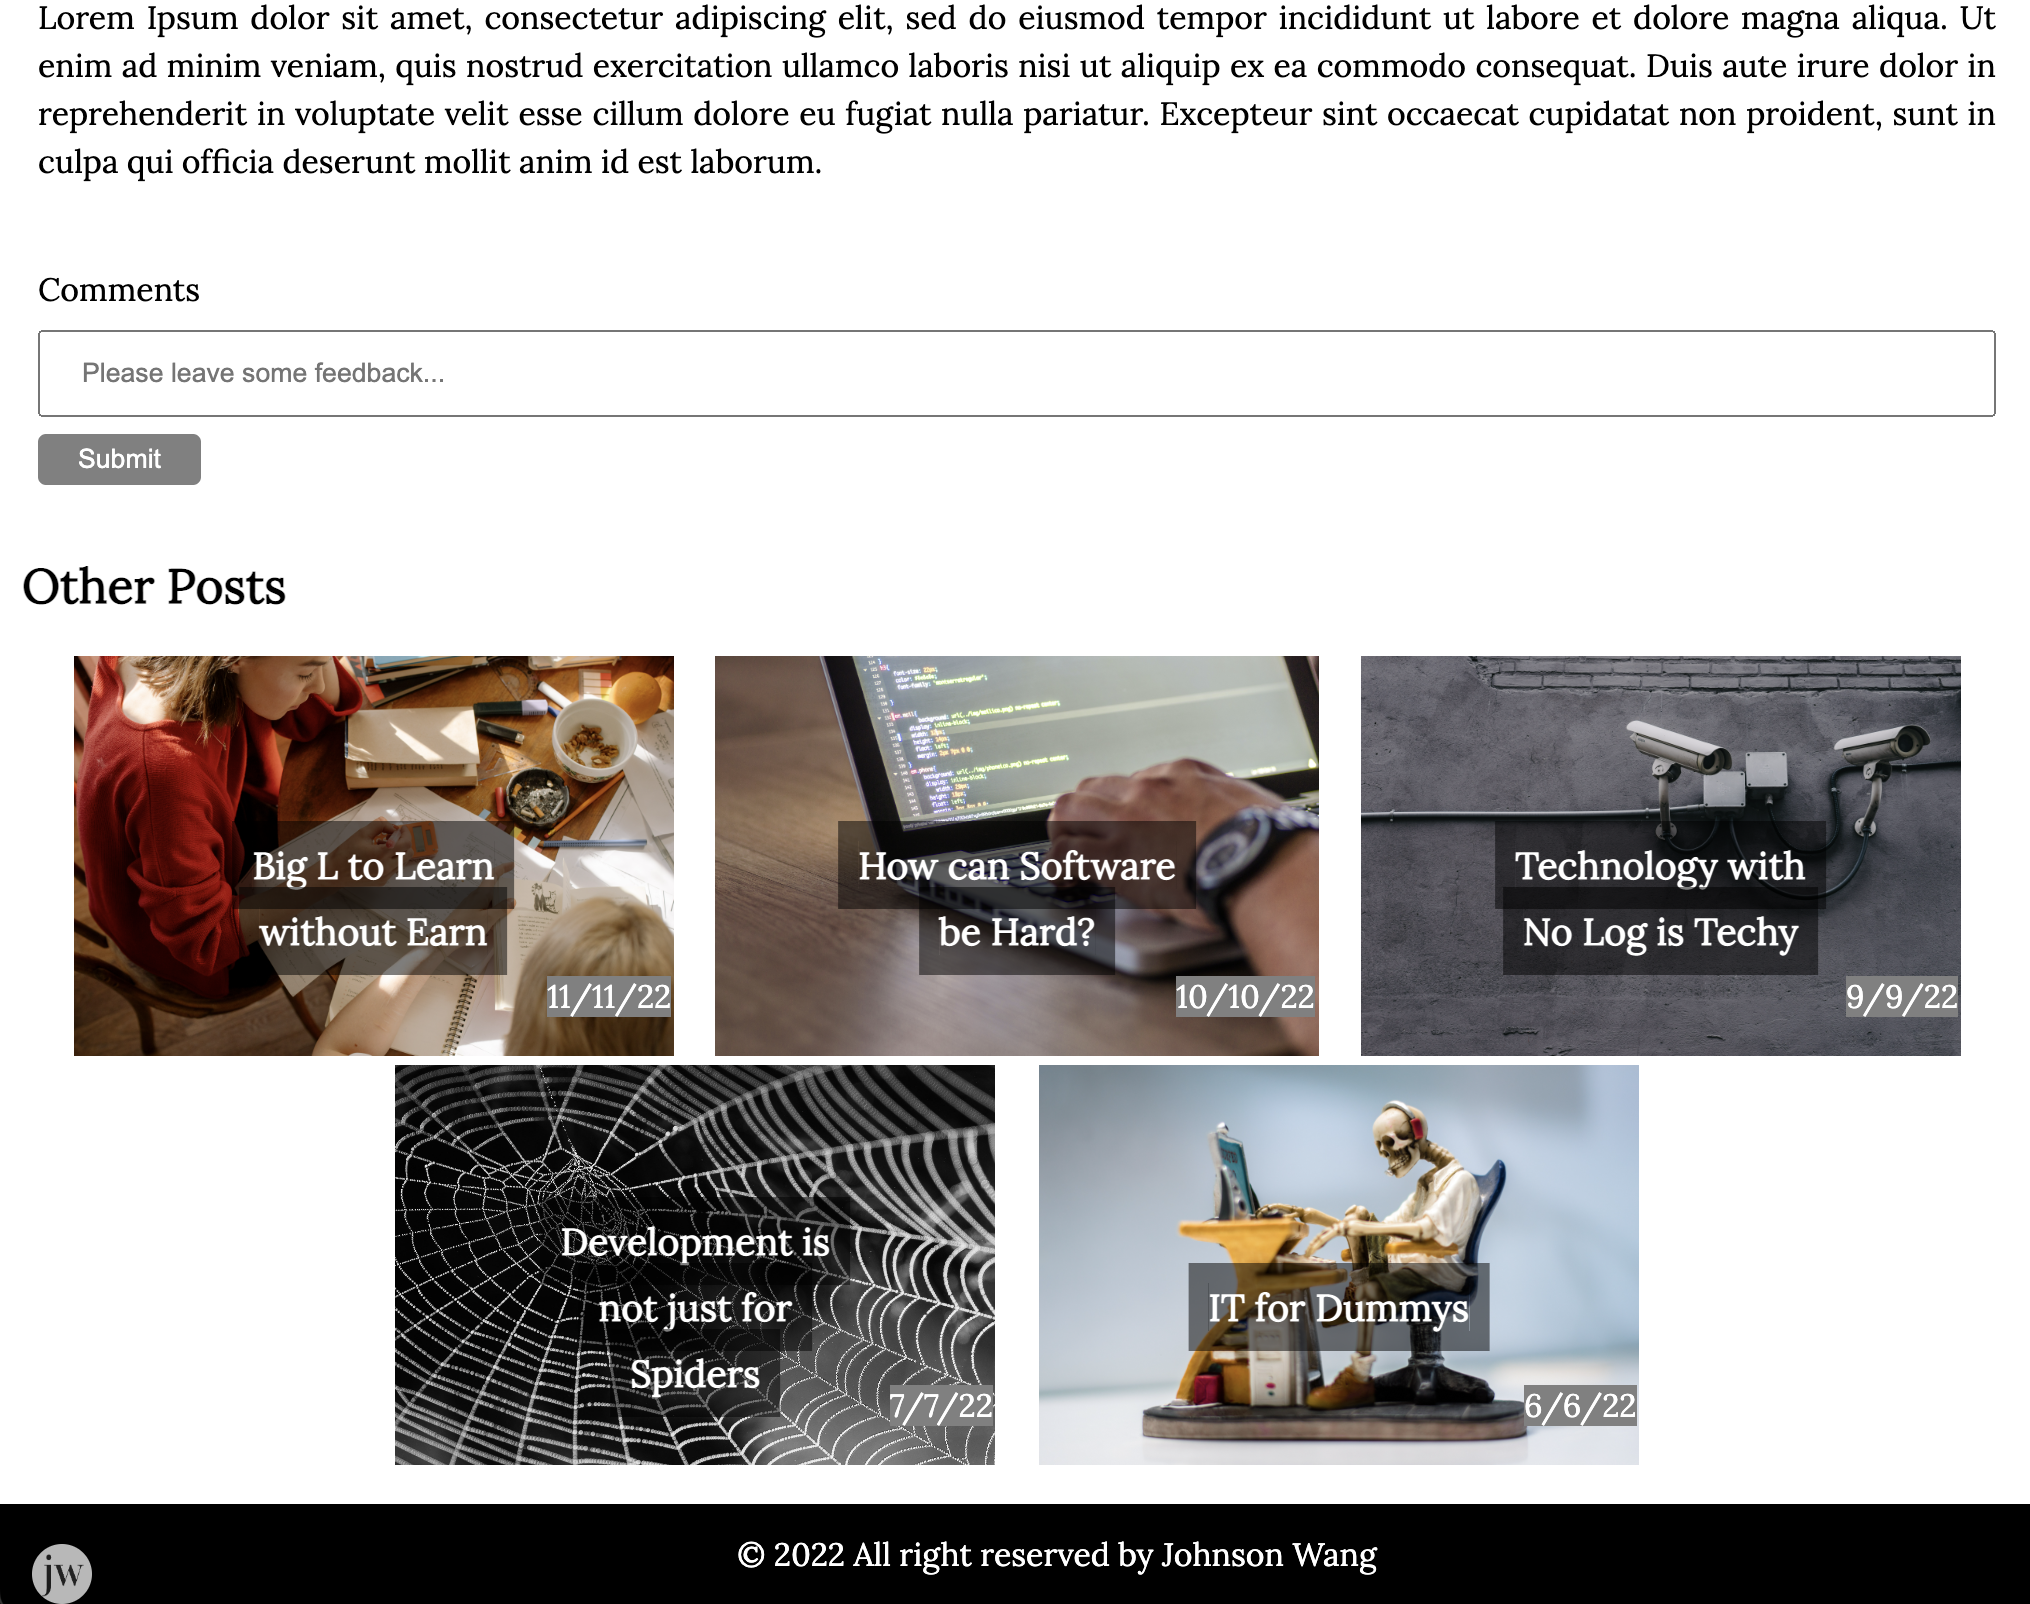 Lorem Ipsum dolor sit amet, consectetur adipiscing elit, sed do eiusmod tempor incididunt ut labore et dolore magna aliqua. Ut
enim ad minim veniam, quis nostrud exercitation ullamco laboris nisi ut aliquip ex ea commodo consequat. Duis aute irure dolor in
reprehenderit in voluptate velit esse cillum dolore eu fugiat nulla pariatur. Excepteur sint occaecat cupidatat non proident, sunt in
culpa qui officia deserunt mollit anim id est laborum.
Comments
Please leave some feedback...
Submit
Other Posts
Big L to Learn
without Earn
11/11/22
How can Software
be Hard?
10/10/22
Technology with
No Log is Techy
9/9/22
Development is
not just for
Spiders
7/7/22
IT for Dummys
6/6/22
jw
© 2022 All right reserved by Johnson Wang